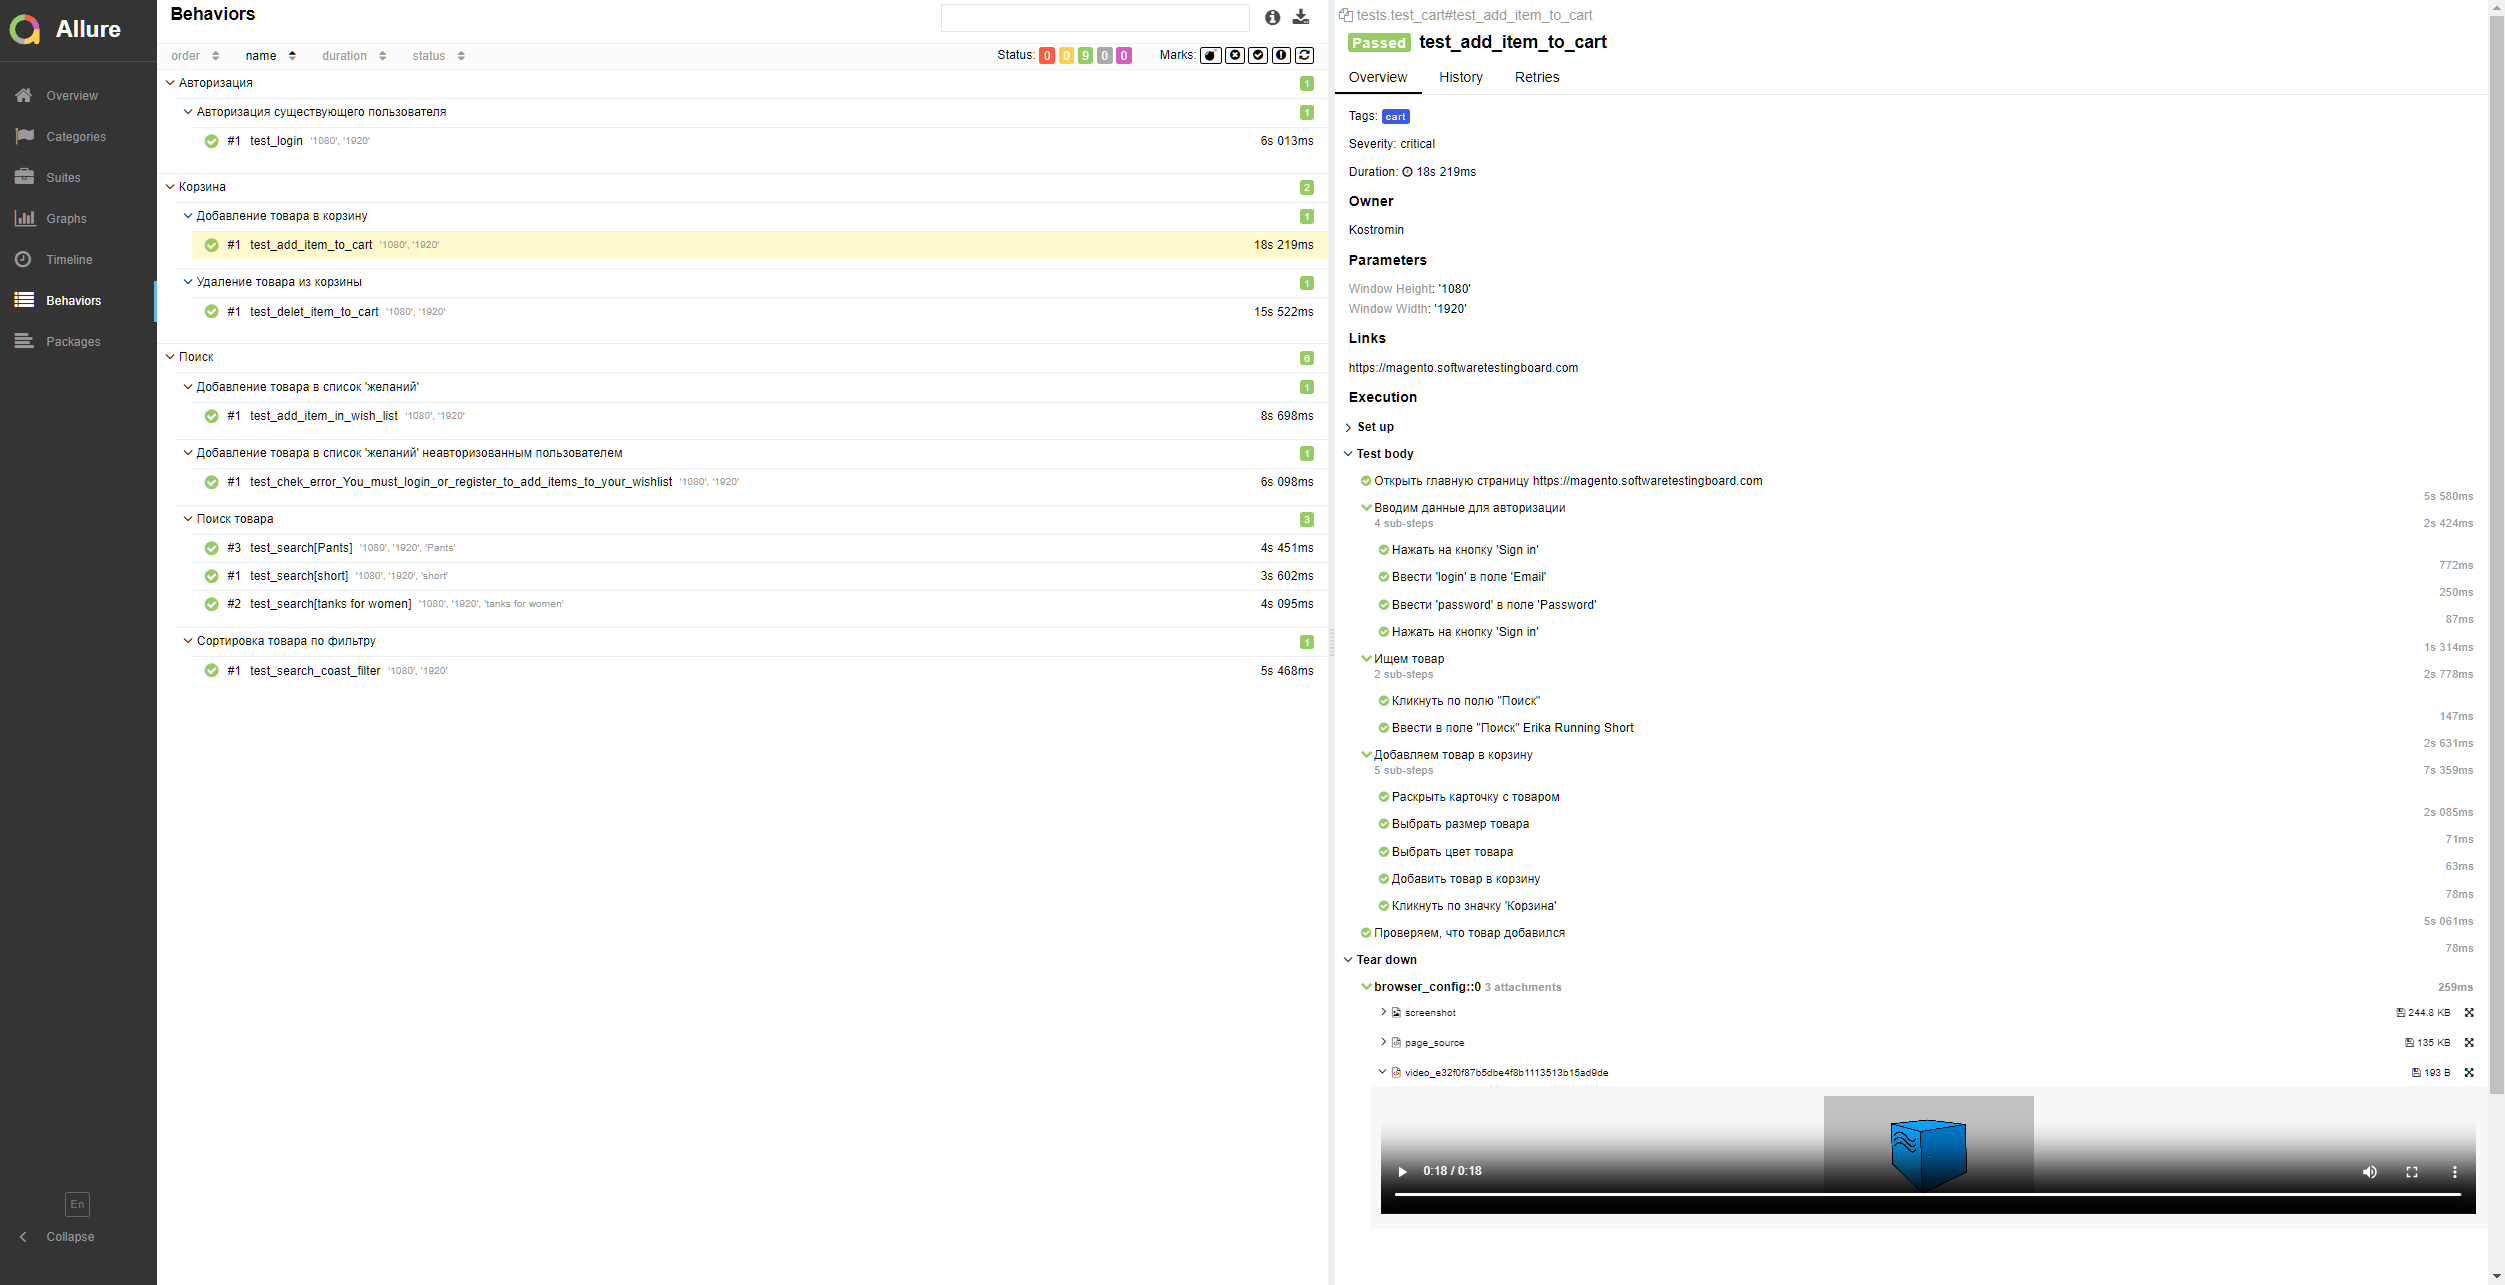 Allure
Overview
Categories
Suites
Graphs
Timeline
Behaviors
Packages
En
Collapse
Behaviors
order name duration status Status: 0 0 9 0 0 Marks:
Авторизация 1
Авторизация существующего пользователя 1
#1 test_login '1080', '1920' 6s 013ms
Корзина 2
Добавление товара в корзину 1
#1 test_add_item_to_cart '1080', '1920' 18s 219ms
Удаление товара из корзины 1
#1 test_delet_item_to_cart '1080', '1920' 15s 522ms
Поиск 6
Добавление товара в список 'желаний' 1
#1 test_add_item_in_wish_list '1080', '1920' 8s 698ms
Добавление товара в список 'желаний' неавторизованным пользователем 1
#1 test_chek_error_You_must_login_or_register_to_add_items_to_your_wishlist '1080', '1920' 6s 098ms
Поиск товара 3
#3 test_search[Pants] '1080', '1920', 'Pants' 4s 451ms
#1 test_search[short] '1080', '1920', 'short' 3s 602ms
#2 test_search[tanks for women] '1080', '1920', 'tanks for women' 4s 095ms
Сортировка товара по фильтру 1
#1 test_search_coast_filter '1080', '1920' 5s 468ms
tests.test_cart#test_add_item_to_cart
Passed test_add_item_to_cart
Overview History Retries
Tags: cart
Severity: critical
Duration: 18s 219ms
Owner
Kostromin
Parameters
Window Height: '1080'
Window Width: '1920'
Links
https://magento.softwaretestingboard.com
Execution
Set up
Test body
Открыть главную страницу https://magento.softwaretestingboard.com
5s 580ms
Вводим данные для авторизации
4 sub-steps 2s 424ms
Нажать на кнопку 'Sign in'
772ms
Ввести 'login' в поле 'Email'
250ms
Ввести 'password' в поле 'Password'
87ms
Нажать на кнопку 'Sign in'
1s 314ms
Ищем товар
2 sub-steps 2s 778ms
Кликнуть по полю "Поиск"
147ms
Ввести в поле "Поиск" Erika Running Short
2s 631ms
Добавляем товар в корзину
5 sub-steps 7s 359ms
Раскрыть карточку с товаром
2s 085ms
Выбрать размер товара
71ms
Выбрать цвет товара
63ms
Добавить товар в корзину
78ms
Кликнуть по значку 'Корзина'
5s 061ms
Проверяем, что товар добавился
78ms
Tear down
browser_config::0 3 attachments 259ms
screenshot 244.8 KB
page_source 135 KB
video_e32f0f87b5dbe4f8b1113513b15ad9de 193 B
0:18 / 0:18